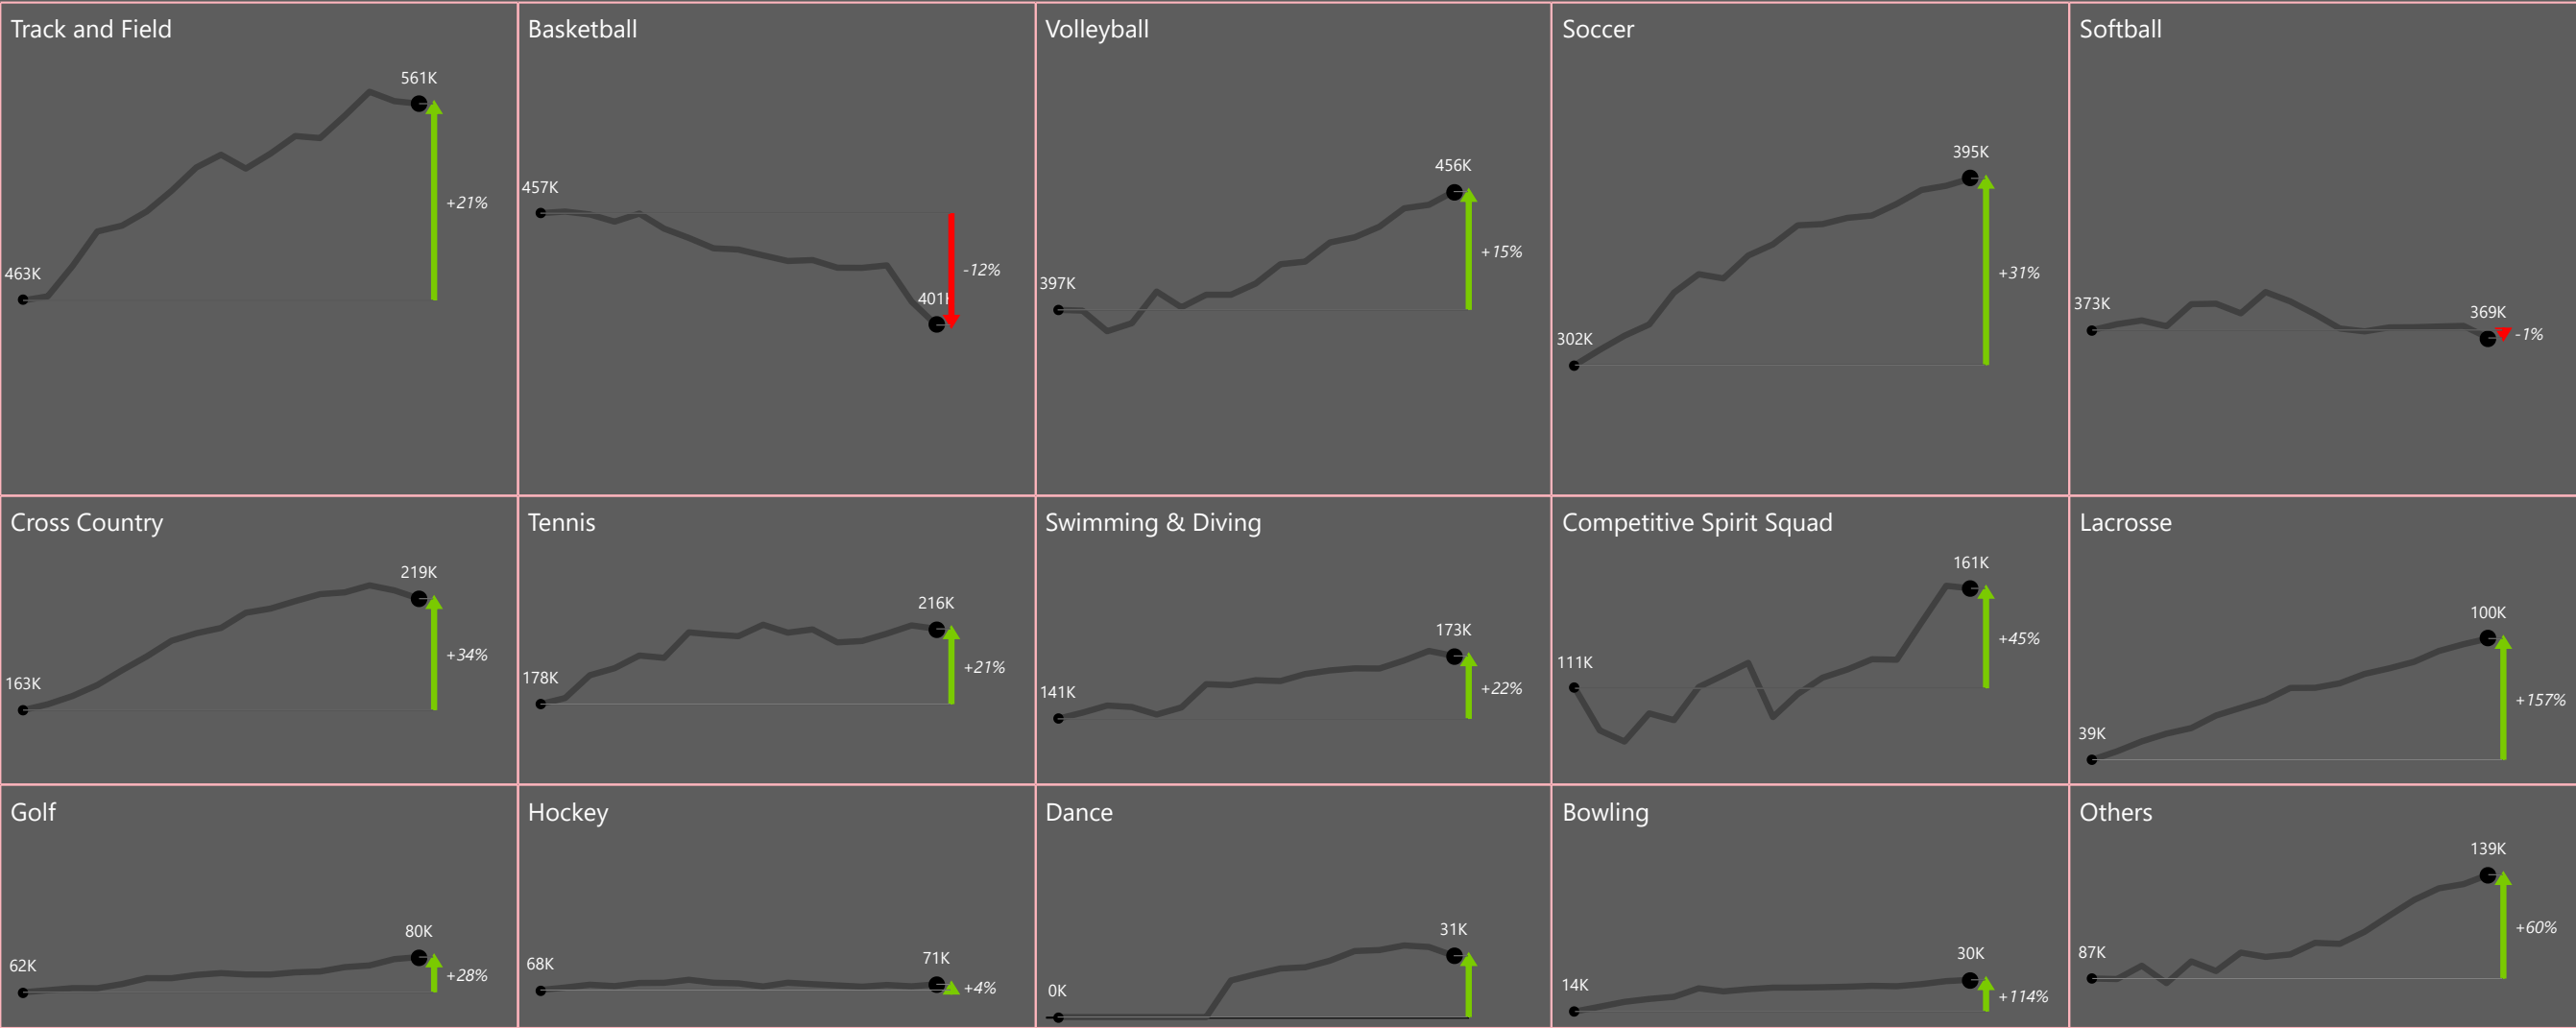 Track and Field
561K
+21%
463K
Basketball
457K
-12%
401K
Volleyball
456K
+15%
397K
Soccer
395K
+31%
302K
Softball
373K
369K
-1%
Cross Country
219K
+34%
163K
Tennis
216K
+21%
178K
Swimming & Diving
173K
+22%
141K
Competitive Spirit Squad
161K
+45%
111K
Lacrosse
100K
+157%
39K
Golf
80K
+28%
62K
Hockey
71K
+4%
68K
Dance
31K
0K
Bowling
30K
+114%
14K
Others
139K
+60%
87K